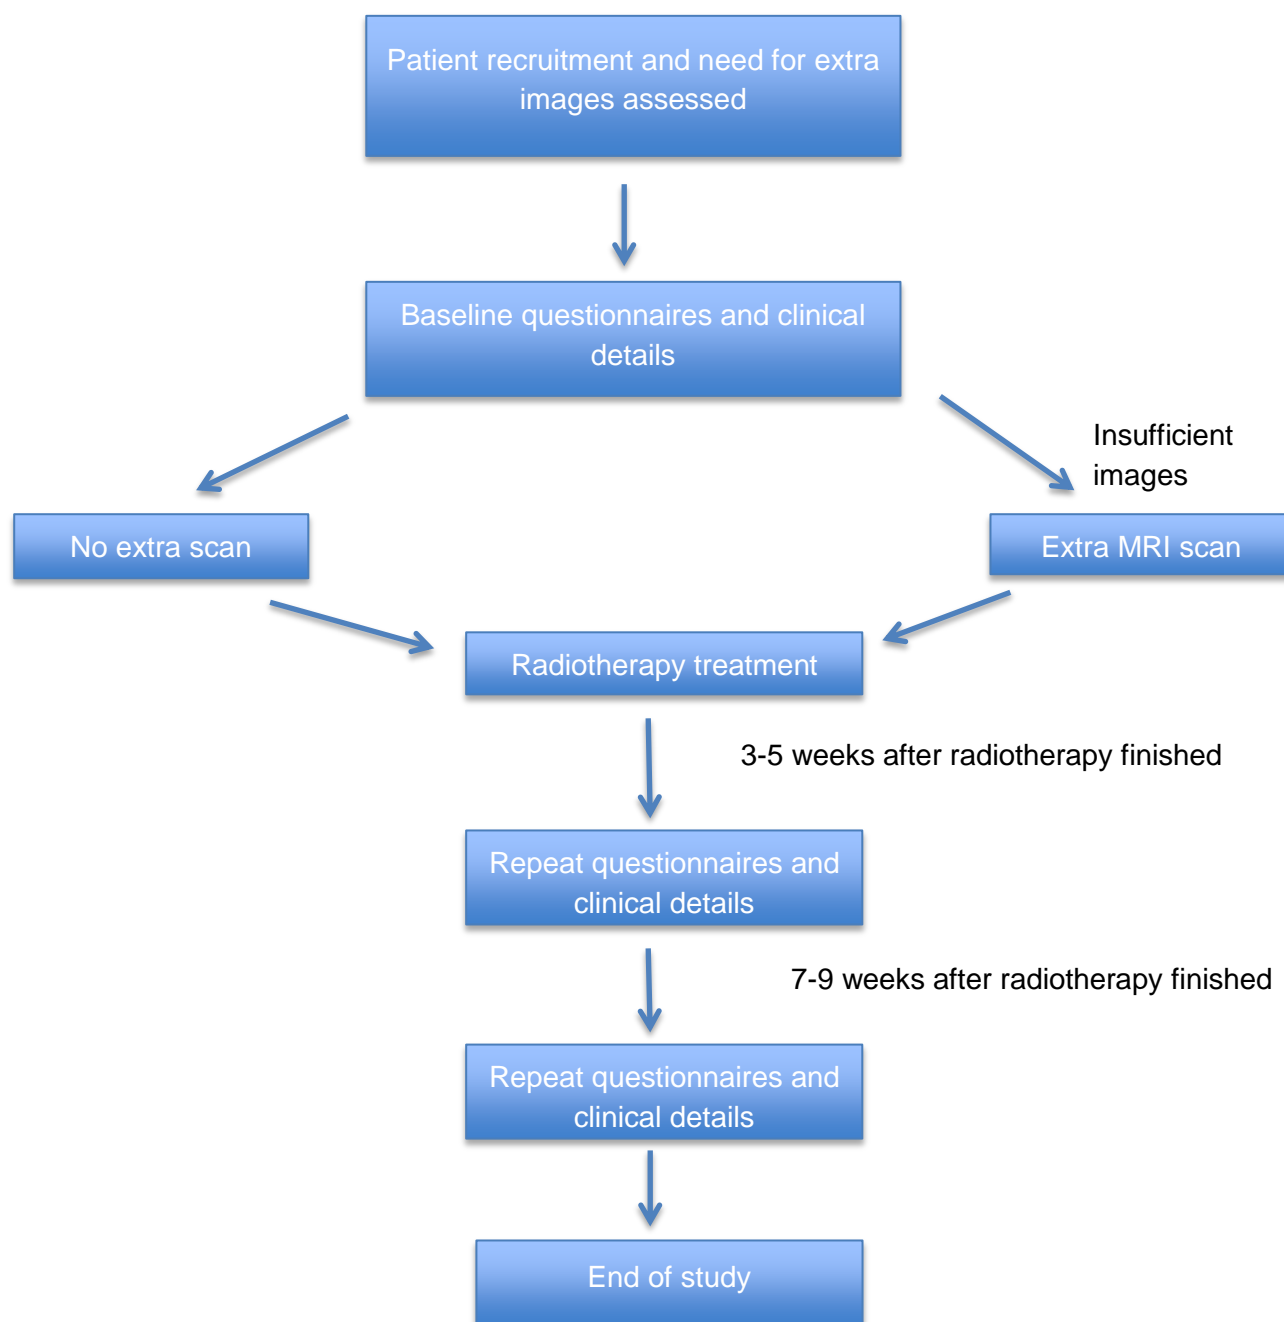 Patient recruitment and need for extra
images assessed
Baseline questionnaires and clinical
details
Insufficient
images
No extra scan
Extra MRI scan
Radiotherapy treatment
3-5 weeks after radiotherapy finished
Repeat questionnaires and
clinical details
7-9 weeks after radiotherapy finished
Repeat questionnaires and
clinical details
End of study